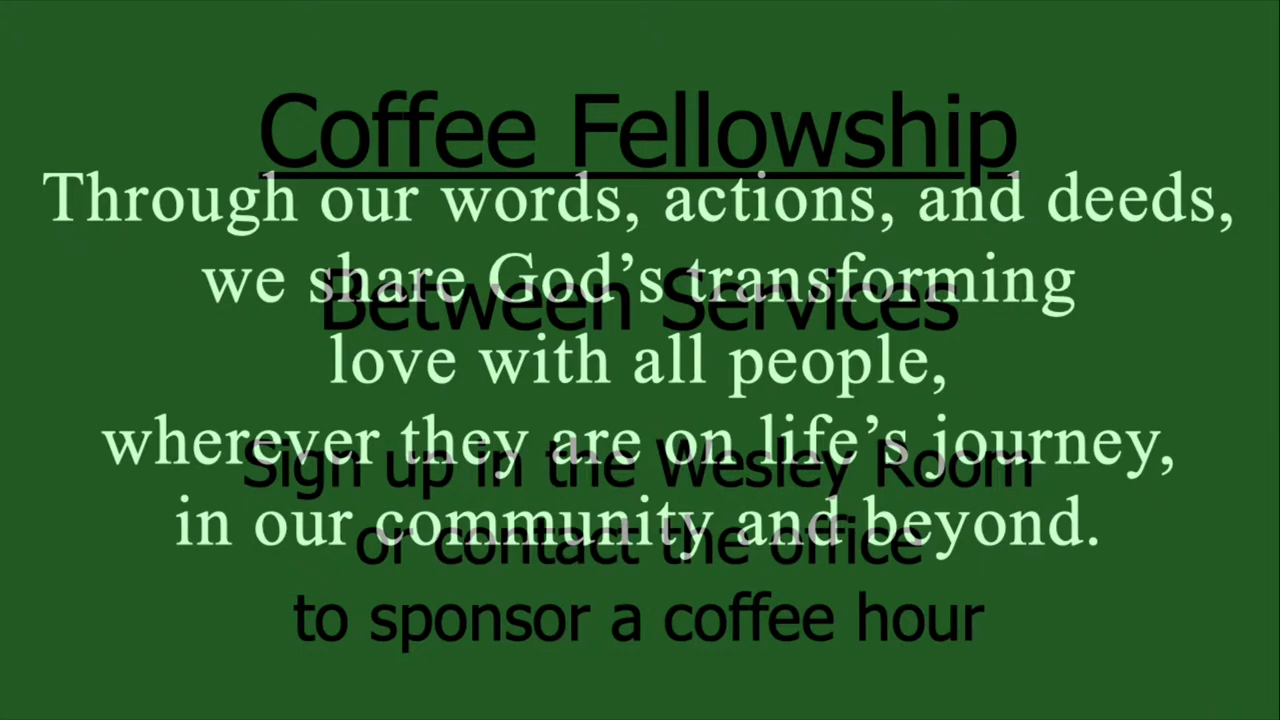 Coffee Fellowship
Through our words, actions, and deeds,
we share God’s transforming
Between Services
love with all people,
wherever they are on life’s journey,
Sign up in the Wesley Room
in our community and beyond.
or contact the office
to sponsor a coffee hour